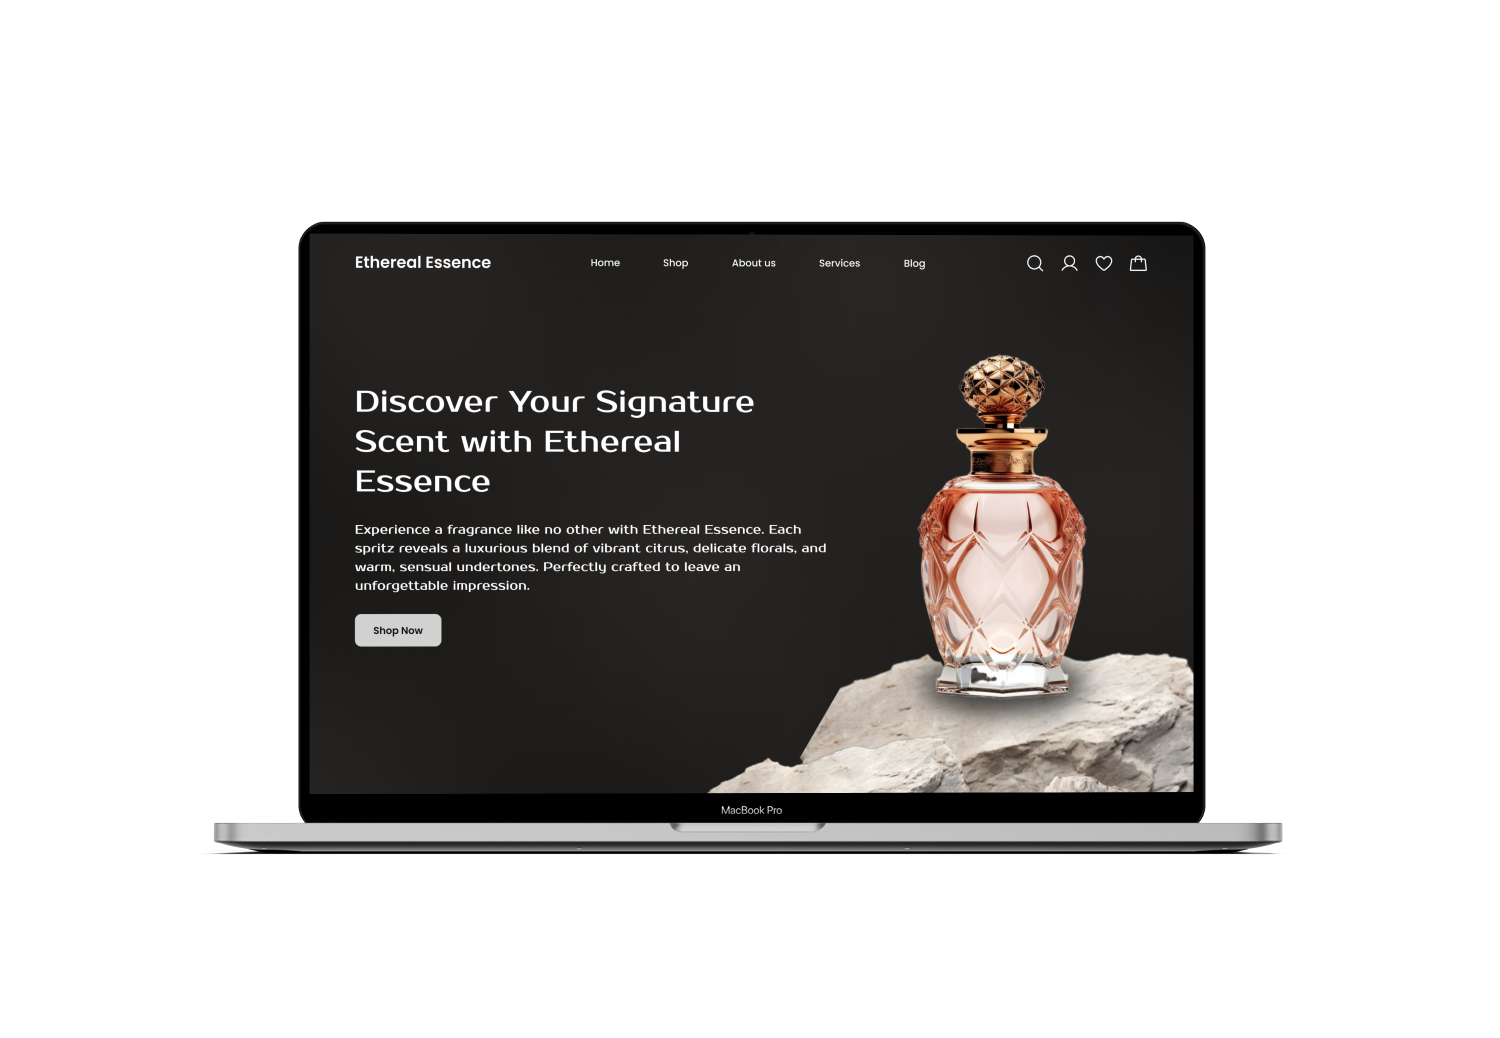 Ethereal Essence
Home
Shop
About us
Services
Blog
Discover Your Signature
Scent with Ethereal
Essence
Experience a fragrance like no other with Ethereal Essence. Each
spritz reveals a luxurious blend of vibrant citrus, delicate florals, and
warm, sensual undertones. Perfectly crafted to leave an
unforgettable impression.
Shop Now
MacBook Pro